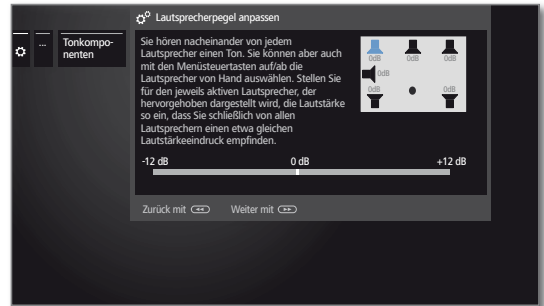 Lautsprecherpegel anpassen
...
Tonkompo-
nenten
Sie hören nacheinander von jedem
Lautsprecher einen Ton. Sie können aber auch
mit den Menüsteuertasten auf/ab die
Lautsprecher von Hand auswählen. Stellen Sie
für den jeweils aktiven Lautsprecher, der
hervorgehoben dargestellt wird, die Lautstärke
so ein, dass Sie schließlich von allen
Lautsprechern einen etwa gleichen
Lautstärkeeindruck empfinden.
0dB 0dB 0dB
0dB
0dB 0dB
-12 dB 0 dB +12 dB
Zurück mit Weiter mit